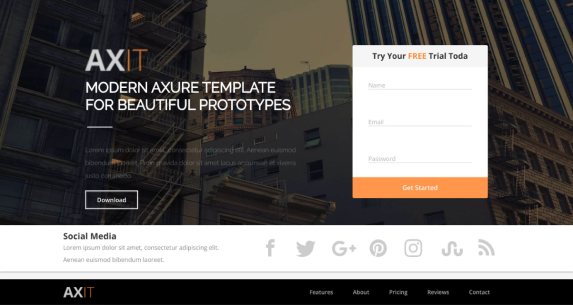 AXIT
MODERN AXURE TEMPLATE
FOR BEAUTIFUL PROTOTYPES
Lorem ipsum dolor sit amet, consectetur adipiscing elit. Aenean euismod
bibendum laoreet. Proin gravida dolor sit amet lacus accumsan et viverra
justo commodo.
Download
Try Your FREE Trial Toda
Name
Email
Password
Get Started
Social Media
Lorem ipsum dolor sit amet, consectetur adipiscing elit.
Aenean euismod bibendum laoreet.
AXIT
Features About Pricing Reviews Contact